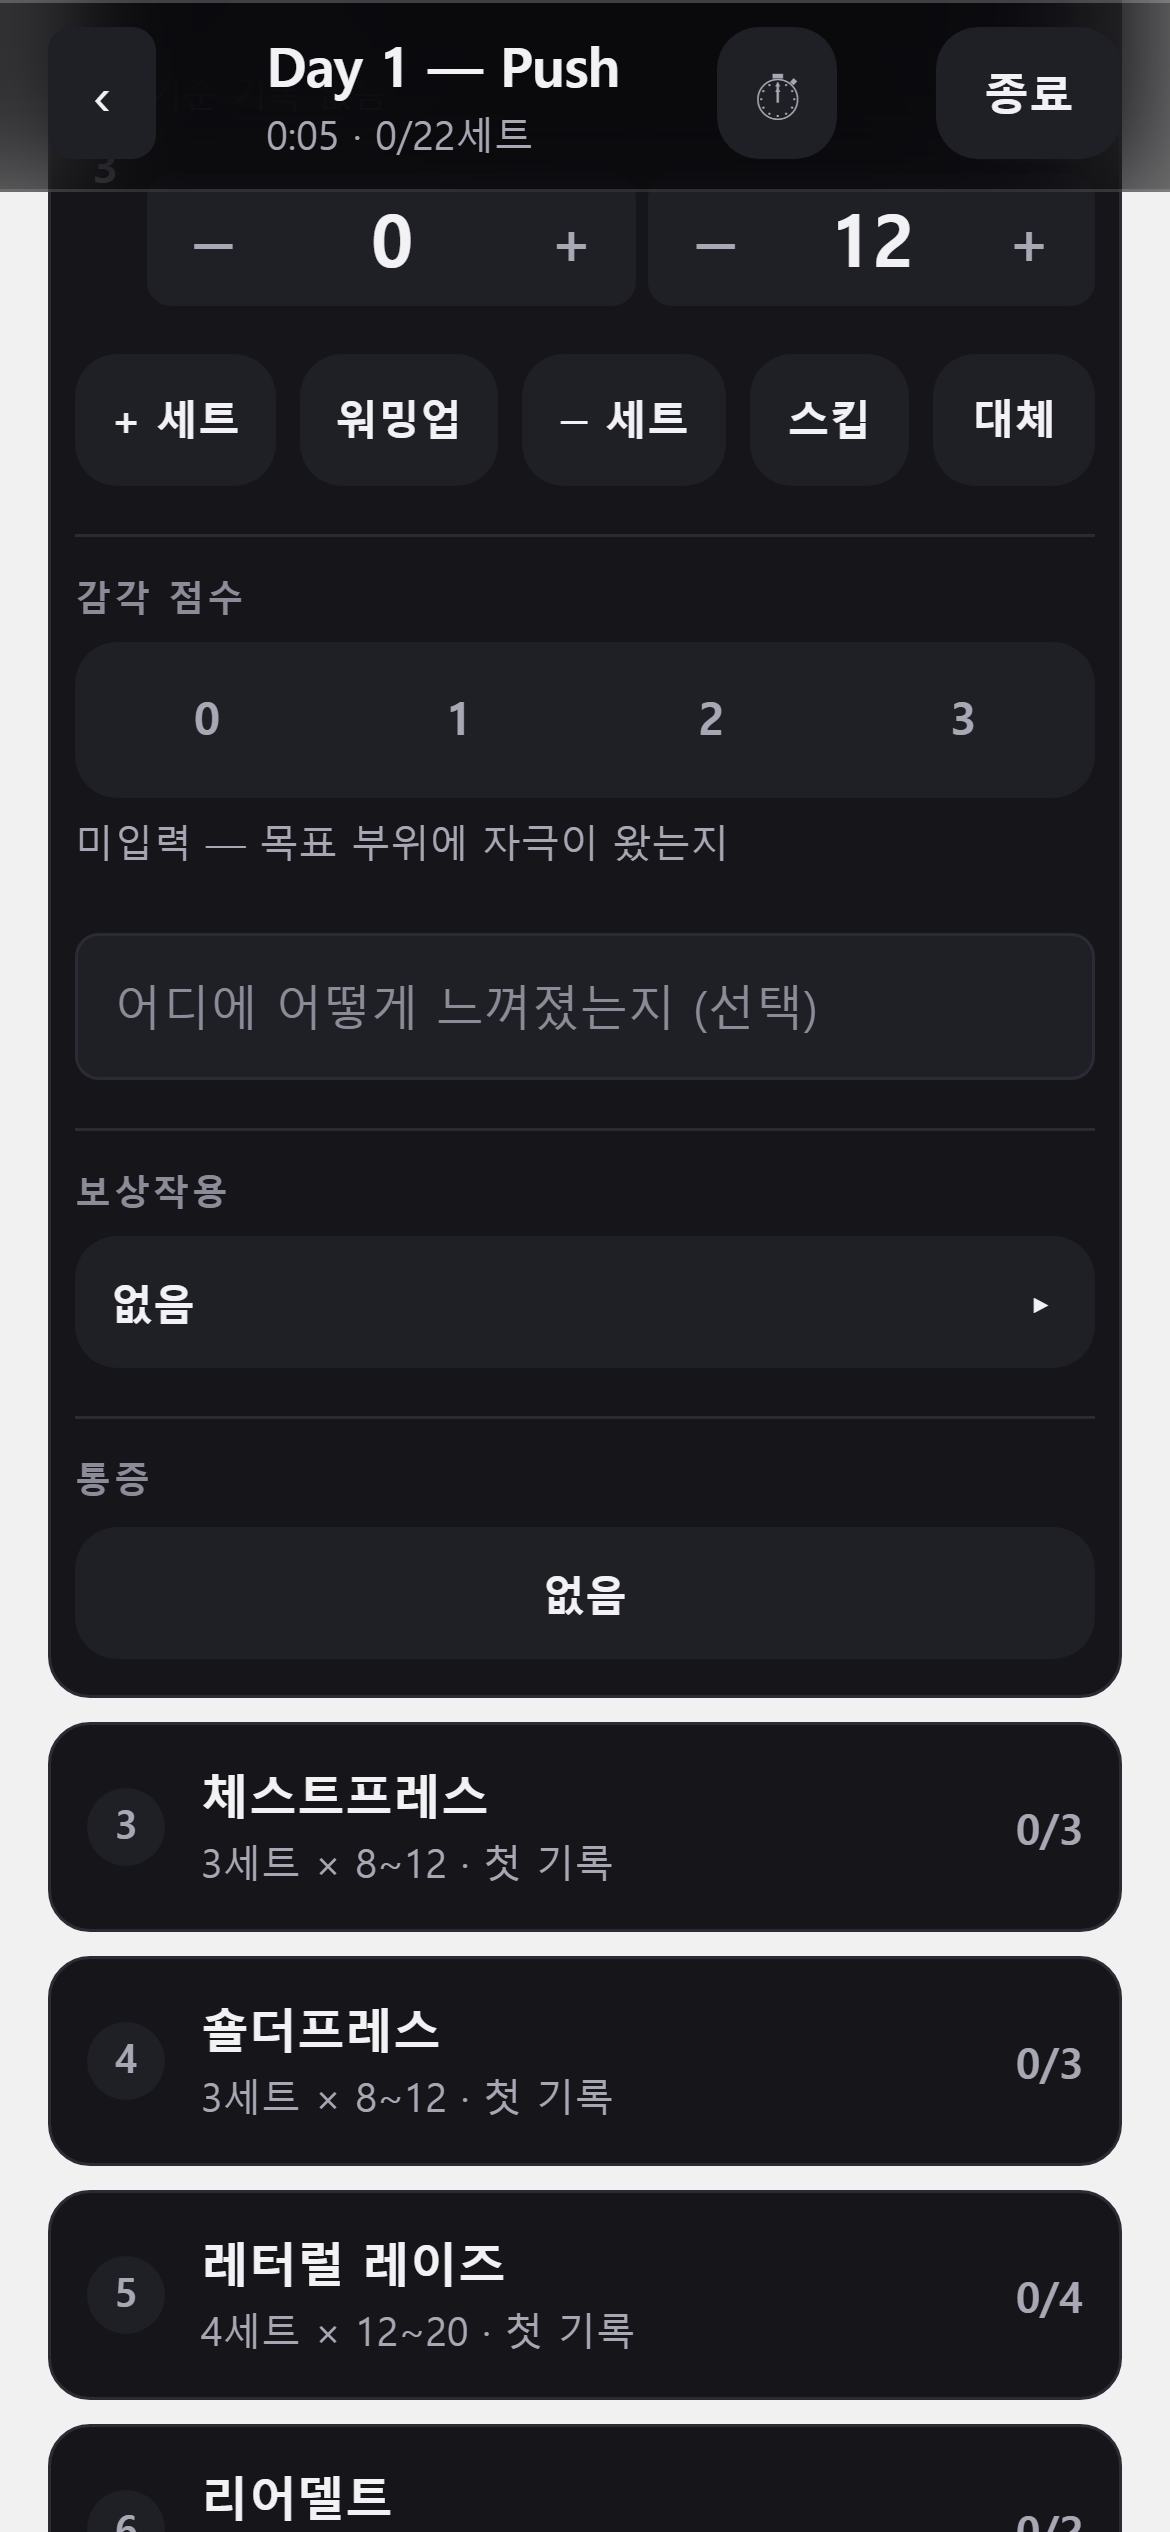 ‹
Day 1 — Push
0:05 · 0/22세트
종료
3
− 0 + − 12 +
+ 세트 워밍업 − 세트 스킵 대체
감각 점수
0 1 2 3
미입력 — 목표 부위에 자극이 왔는지
어디에 어떻게 느껴졌는지 (선택)
보상작용
없음 ▸
통증
없음
3 체스트프레스 0/3
3세트 × 8~12 · 첫 기록
4 숄더프레스 0/3
3세트 × 8~12 · 첫 기록
5 레터럴 레이즈 0/4
4세트 × 12~20 · 첫 기록
6 리어델트